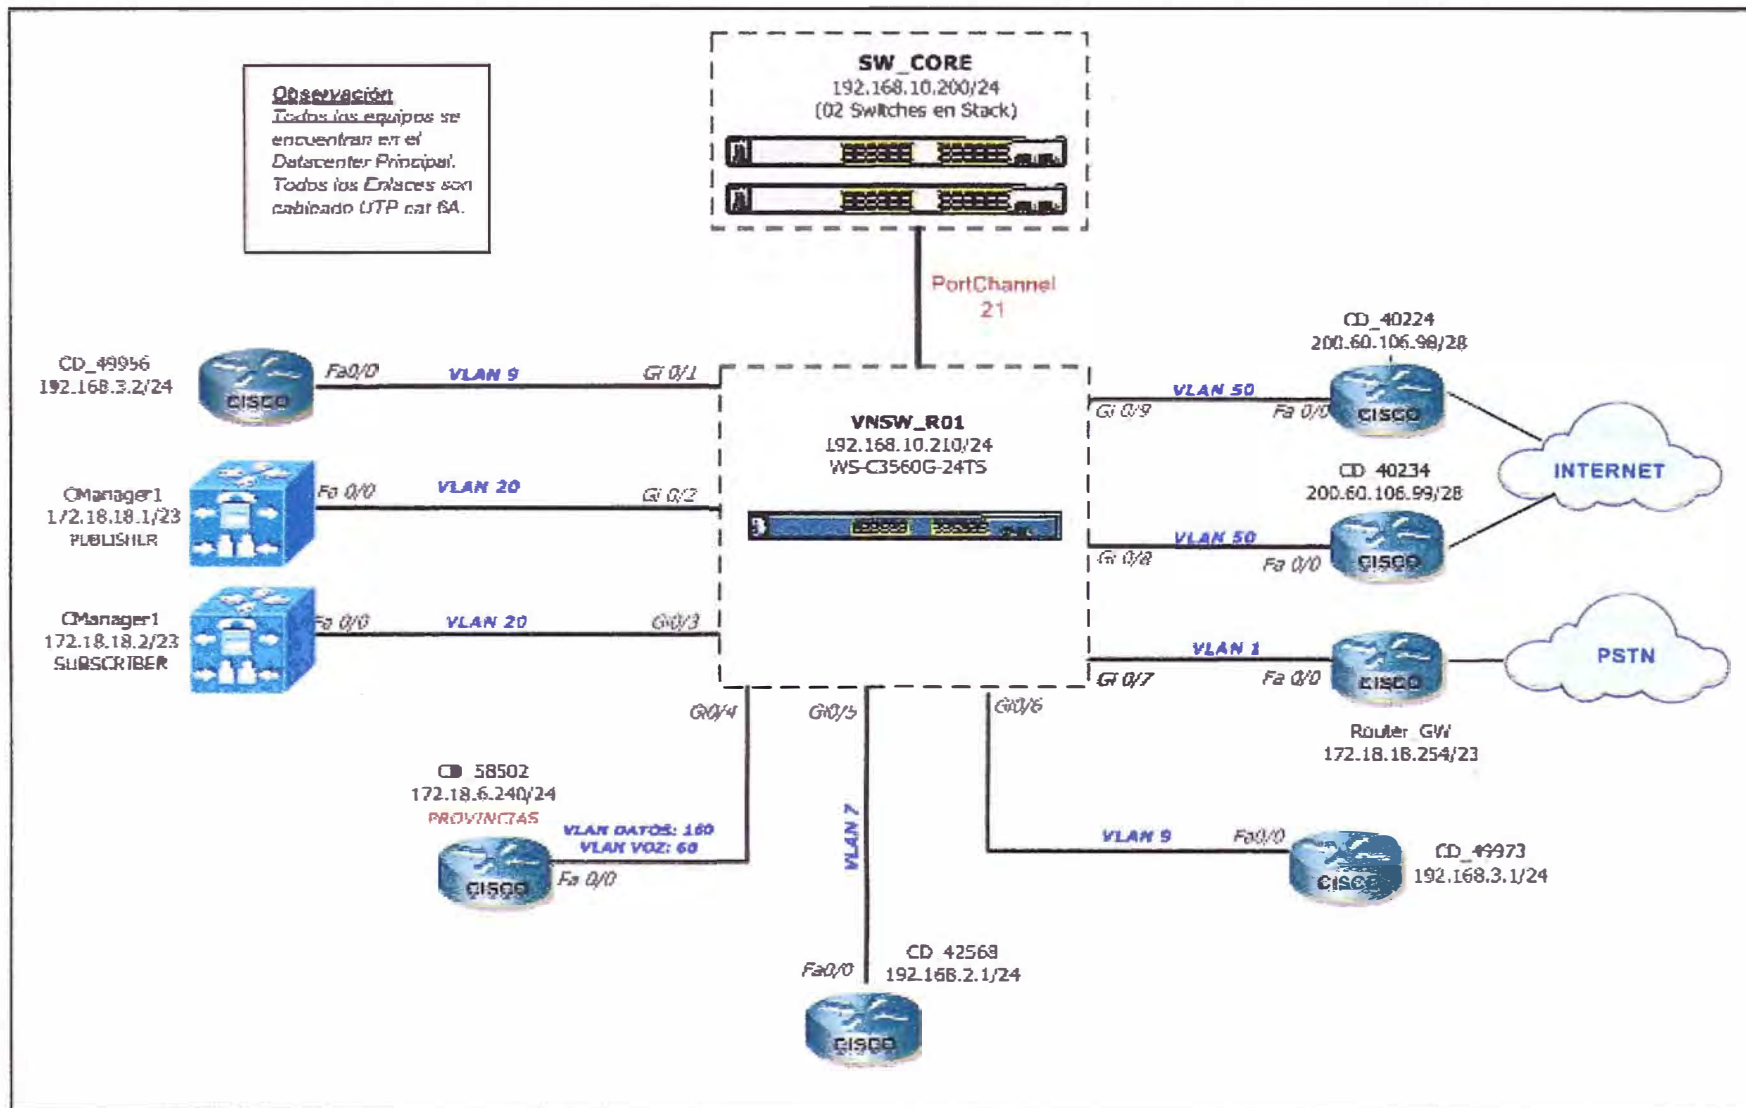 SW_CORE
192.168.10.200/24
(02 Switches en Stack)
Observación
Todos los equipos se
encuentran en el
Datacenter Principal.
Todos los Enlaces son
cableado UTP cat 6A.
PortChannel
21
CD_49956
192.168.3.2/24
CISCO
Fa0/0
VLAN 9
Gi 0/1
CManager1
172.18.18.1/23
PUBLISHER
Fa 0/0
VLAN 20
Gi 0/2
CManager1
172.18.18.2/23
SUBSCRIBER
Fa 0/0
VLAN 20
Gi0/3
VNSW_R01
192.168.10.210/24
WS-C3560G-24TS
CD_40224
200.60.106.98/28
Gi 0/9
VLAN 50
Fa 0/0
CISCO
INTERNET
CD_40234
200.60.106.99/28
Gi 0/8
VLAN 50
Fa 0/0
CISCO
Gi 0/7
VLAN 1
Fa 0/0
CISCO
PSTN
Router_GW
172.18.18.254/23
Gi0/4
Gi0/5
Gi0/6
CD_58502
172.18.6.240/24
PROVINCIAS
VLAN DATOS: 160
VLAN VOZ: 60
Fa 0/0
CISCO
VLAN 7
VLAN 9
Fa0/0
CISCO
CD_49973
192.168.3.1/24
CD_42568
192.168.2.1/24
Fa0/0
CISCO